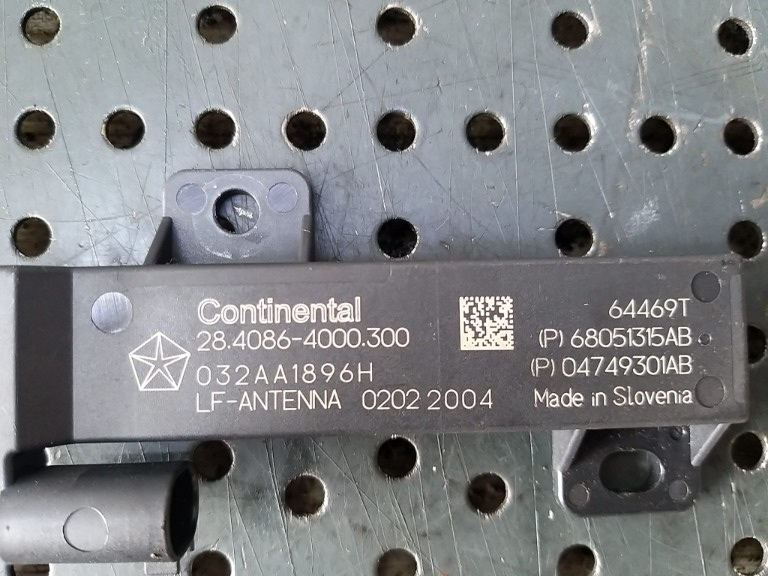 Continental
28.4086-4000.300
032AA1896H
LF-ANTENNA 0202 2004
64469T
(P) 68051315AB
(P) 04749301AB
Made in Slovenia